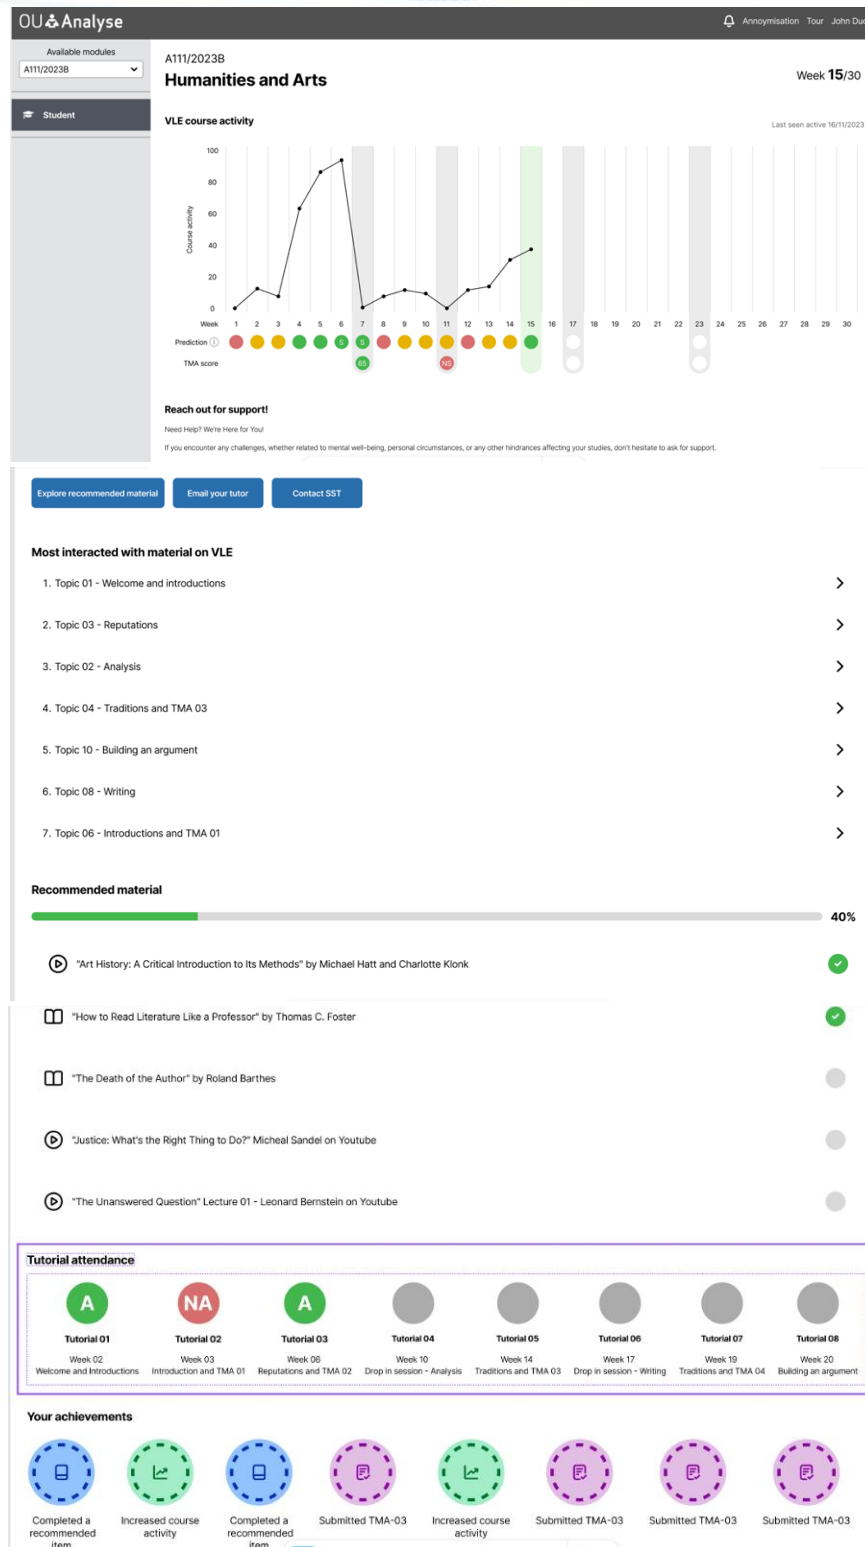 OU Analyse
Annoymisation Tour John Dud
Available modules
A111/2023B
Student
A111/2023B
Humanities and Arts
Week 15/30
VLE course activity
Last seen active 16/11/2023
100
80
60
40
20
0
Course activity
Week 1 2 3 4 5 6 7 8 9 10 11 12 13 14 15 16 17 18 19 20 21 22 23 24 25 26 27 28 29 30
Prediction S S
TMA score 65 NS
Reach out for support!
Need Help? We're Here for You!
If you encounter any challenges, whether related to mental well-being, personal circumstances, or any other hindrances affecting your studies, don't hesitate to ask for support.
Explore recommended material
Email your tutor
Contact SST
Most interacted with material on VLE
1. Topic 01 - Welcome and introductions
2. Topic 03 - Reputations
3. Topic 02 - Analysis
4. Topic 04 - Traditions and TMA 03
5. Topic 10 - Building an argument
6. Topic 08 - Writing
7. Topic 06 - Introductions and TMA 01
Recommended material
40%
"Art History: A Critical Introduction to Its Methods" by Michael Hatt and Charlotte Klonk
"How to Read Literature Like a Professor" by Thomas C. Foster
"The Death of the Author" by Roland Barthes
"Justice: What's the Right Thing to Do?" Micheal Sandel on Youtube
"The Unanswered Question" Lecture 01 - Leonard Bernstein on Youtube
Tutorial attendance
A NA A
Tutorial 01 Tutorial 02 Tutorial 03 Tutorial 04 Tutorial 05 Tutorial 06 Tutorial 07 Tutorial 08
Week 02 Week 03 Week 06 Week 10 Week 14 Week 17 Week 19 Week 20
Welcome and Introductions Introduction and TMA 01 Reputations and TMA 02 Drop in session - Analysis Traditions and TMA 03 Drop in session - Writing Traditions and TMA 04 Building an argument
Your achievements
Completed a Increased course Completed a Submitted TMA-03 Increased course Submitted TMA-03 Submitted TMA-03 Submitted TMA-03
recommended activity recommended activity
item item